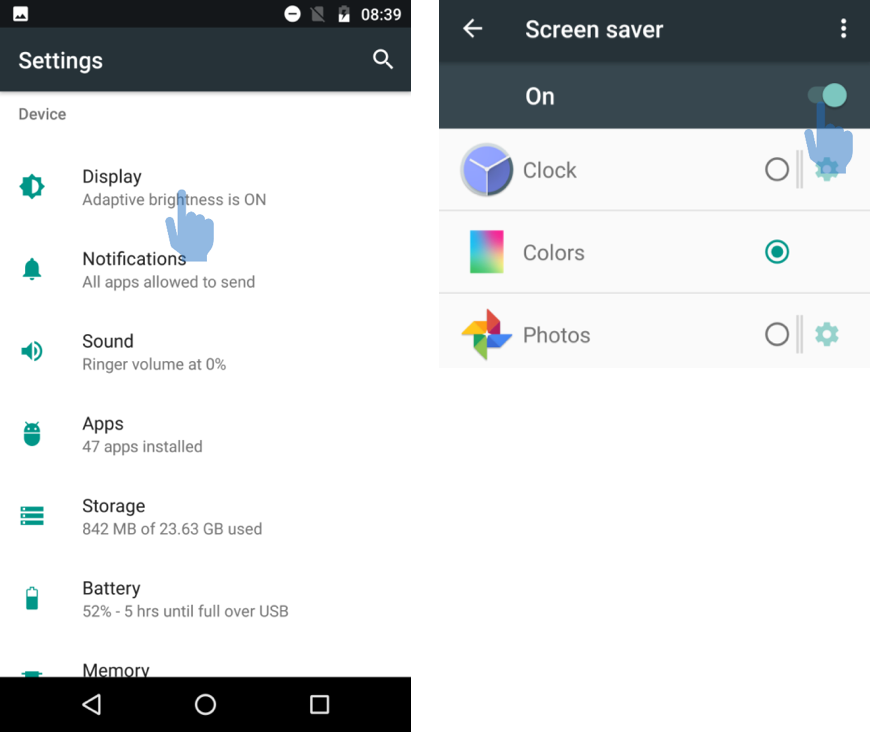 08:39
Settings
Device
Display
Adaptive brightness is ON
Notifications
All apps allowed to send
Sound
Ringer volume at 0%
Apps
47 apps installed
Storage
842 MB of 23.63 GB used
Battery
52% - 5 hrs until full over USB
Memory
Screen saver
On
Clock
Colors
Photos